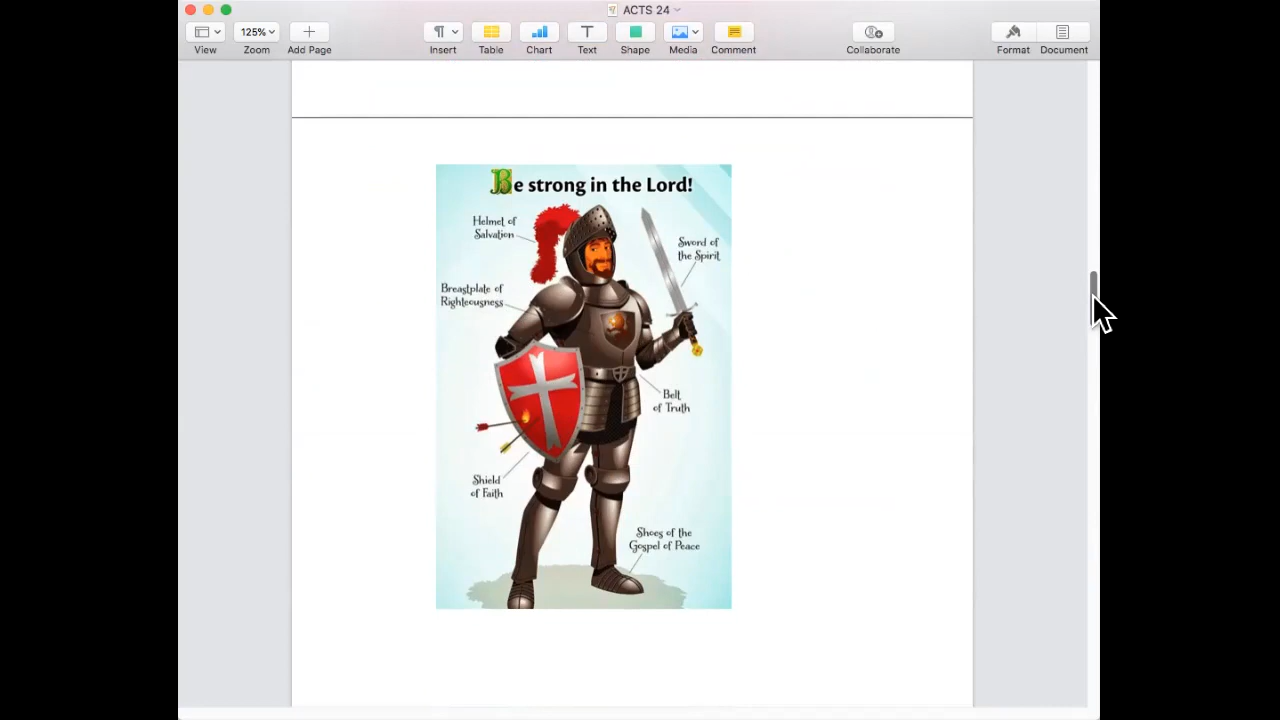 ACTS 24
125%
View
Zoom
Add Page
Insert
Table
Chart
Text
Shape
Media
Comment
Collaborate
Format
Document
Be strong in the Lord!
Helmet of
Salvation
Sword of
the Spirit
Breastplate of
Righteousness
Belt
of Truth
Shield
of Faith
Shoes of the
Gospel of Peace